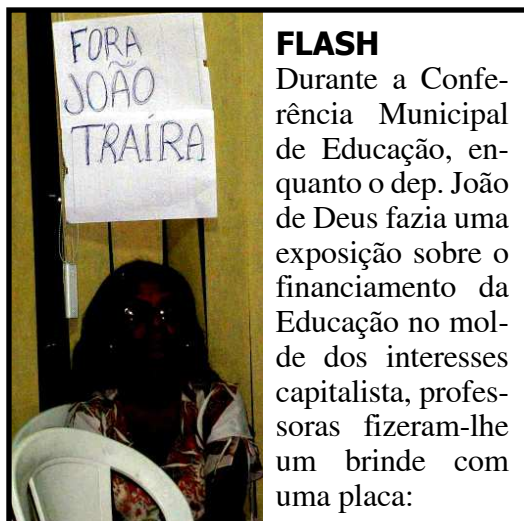 FORA
JOÃO
TRAÍRA
FLASH
Durante a Confe-
rência Municipal
de Educação, en-
quanto o dep. João
de Deus fazia uma
exposição sobre o
financiamento da
Educação no mol-
de dos interesses
capitalista, profes-
soras fizeram-lhe
um brinde com
uma placa: